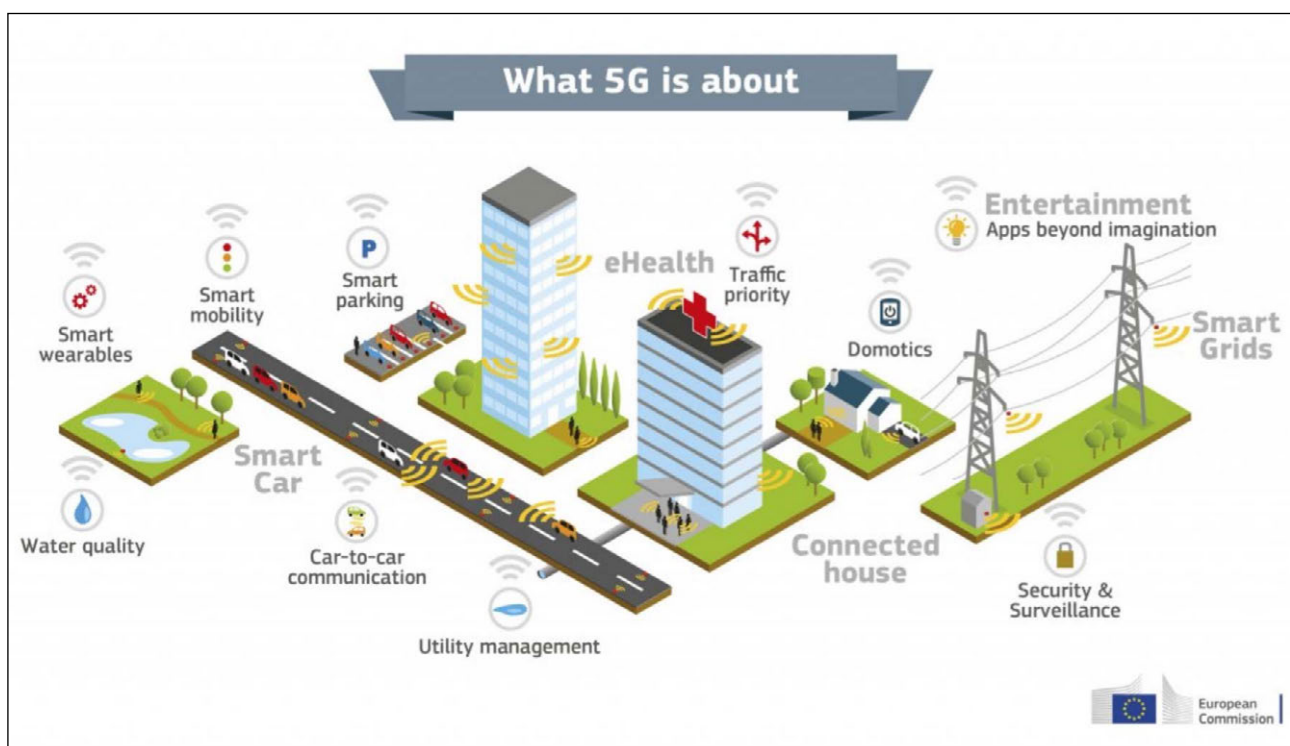 What 5G is about
Entertainment
Apps beyond imagination
Smart
wearables
Smart
mobility
P
Smart
parking
eHealth
Traffic
priority
Domotics
Smart
Grids
Water quality
Smart
Car
Car-to-car
communication
Utility management
Connected
house
Security &
Surveillance
European
Commission